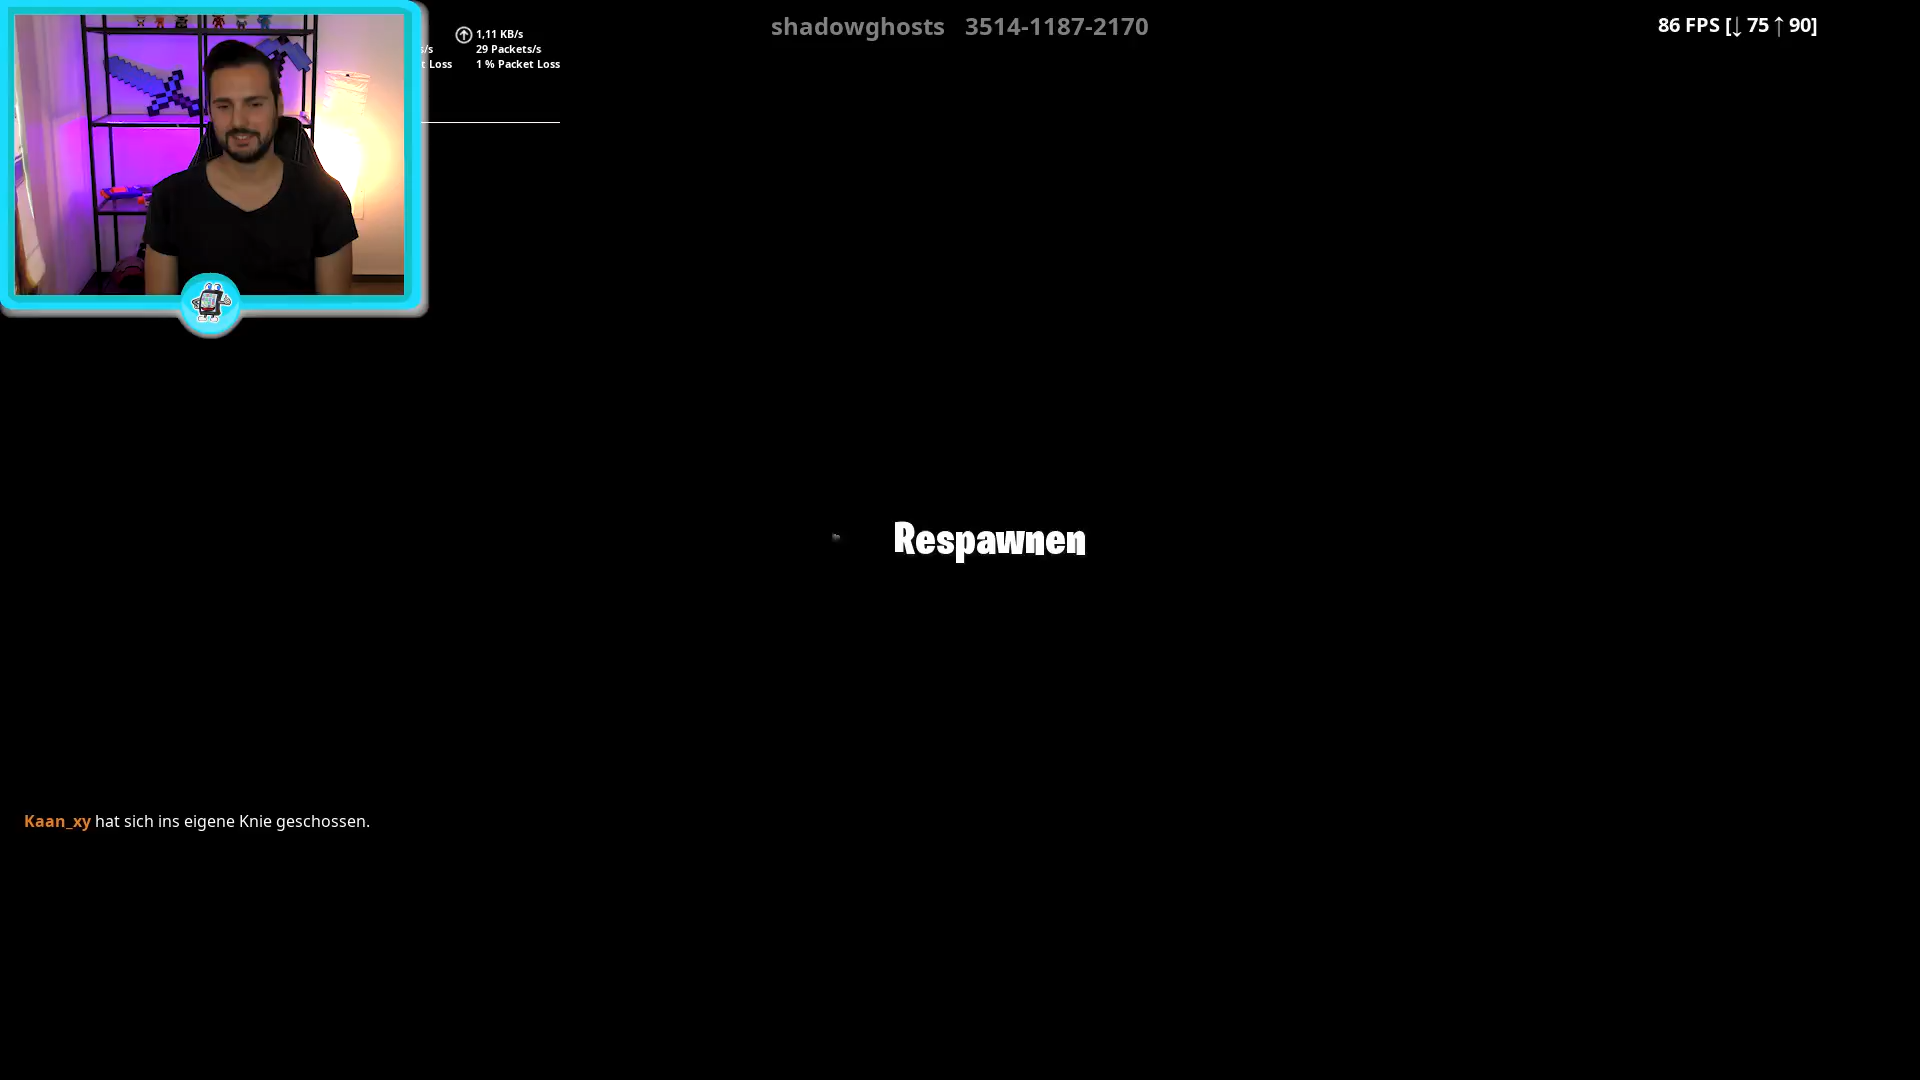 1,11 KB/s
s/s 29 Packets/s
t Loss 1 % Packet Loss
shadowghosts 3514-1187-2170
86 FPS [↓ 75 ↑ 90]
Respawnen
Kaan_xy hat sich ins eigene Knie geschossen.